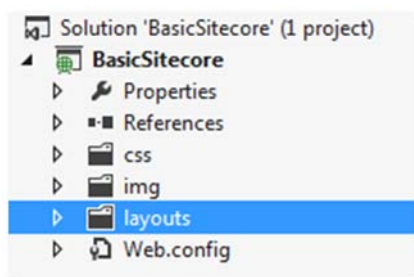 Solution 'BasicSitecore' (1 project)
BasicSitecore
Properties
References
css
img
layouts
Web.config